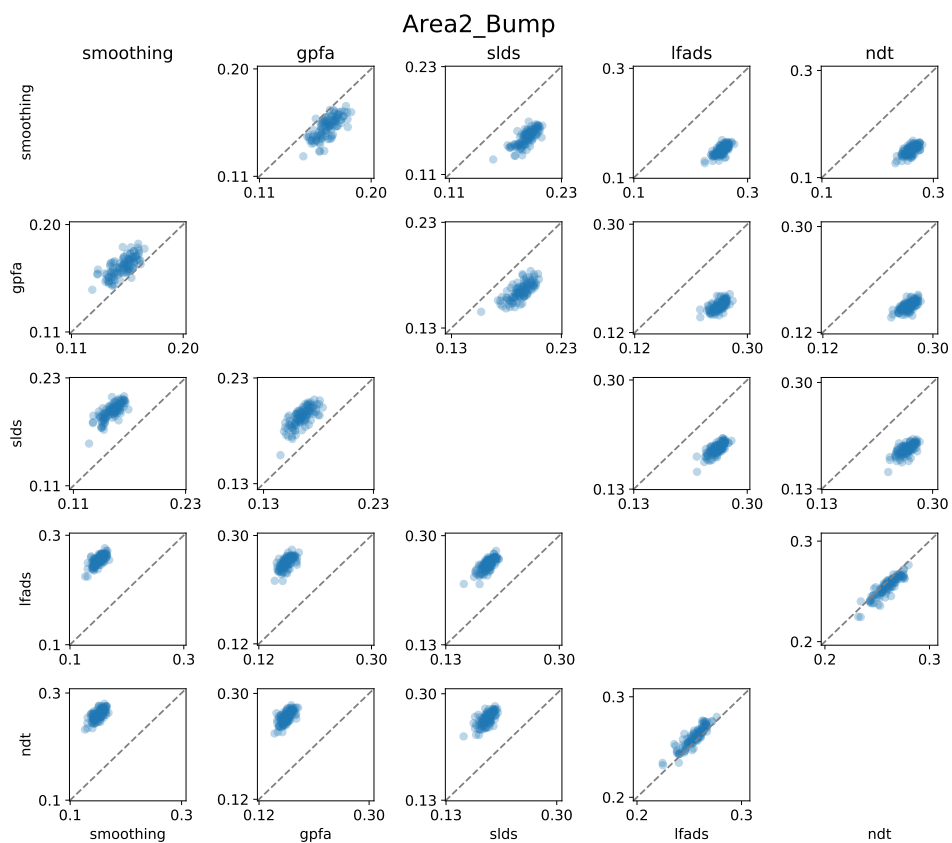 Area2_Bump
smoothing gpfa slds lfads ndt
smoothing
0.20 0.23 0.3 0.3
0.11 0.11 0.1 0.1
0.11 0.20 0.11 0.23 0.1 0.3 0.1 0.3
gpfa
0.20 0.23 0.30 0.30
0.11 0.13 0.12 0.12
0.11 0.20 0.13 0.23 0.12 0.30 0.12 0.30
slds
0.23 0.23 0.30 0.30
0.11 0.13 0.13 0.13
0.11 0.23 0.13 0.23 0.13 0.30 0.13 0.30
lfads
0.3 0.30 0.30 0.3
0.1 0.12 0.13 0.2
0.1 0.3 0.12 0.30 0.13 0.30 0.2 0.3
ndt
0.3 0.30 0.30 0.3
0.1 0.12 0.13 0.2
0.1 0.3 0.12 0.30 0.13 0.30 0.2 0.3
smoothing gpfa slds lfads ndt